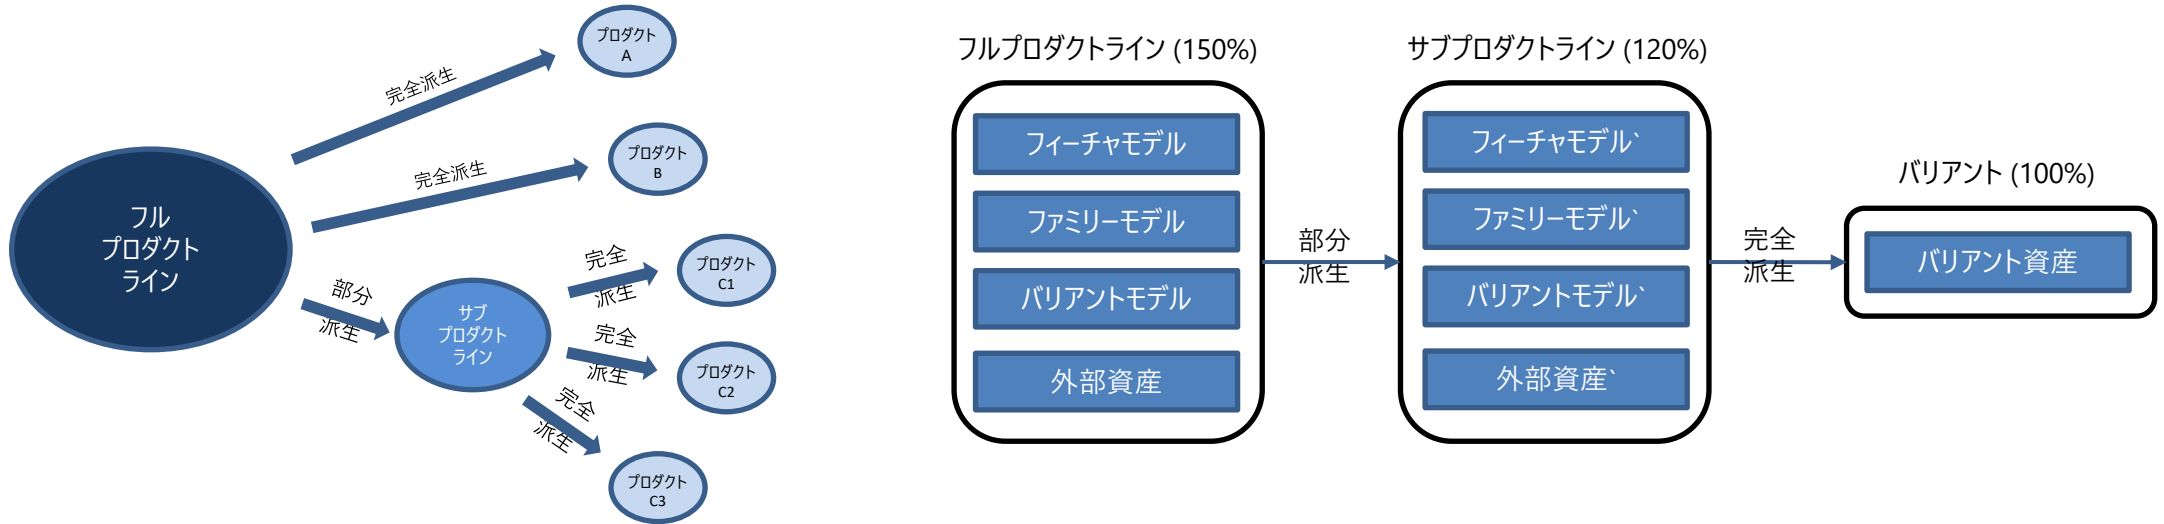 プロダクト
A
完全派生
プロダクト
B
完全派生
フル
プロダクト
ライン
部分
派生
サブ
プロダクト
ライン
完全
派生
プロダクト
C1
完全
派生
プロダクト
C2
完全
派生
プロダクト
C3
フルプロダクトライン (150%)
フィーチャモデル
ファミリーモデル
バリアントモデル
外部資産
部分
派生
サブプロダクトライン (120%)
フィーチャモデル`
ファミリーモデル`
バリアントモデル`
外部資産`
完全
派生
バリアント (100%)
バリアント資産